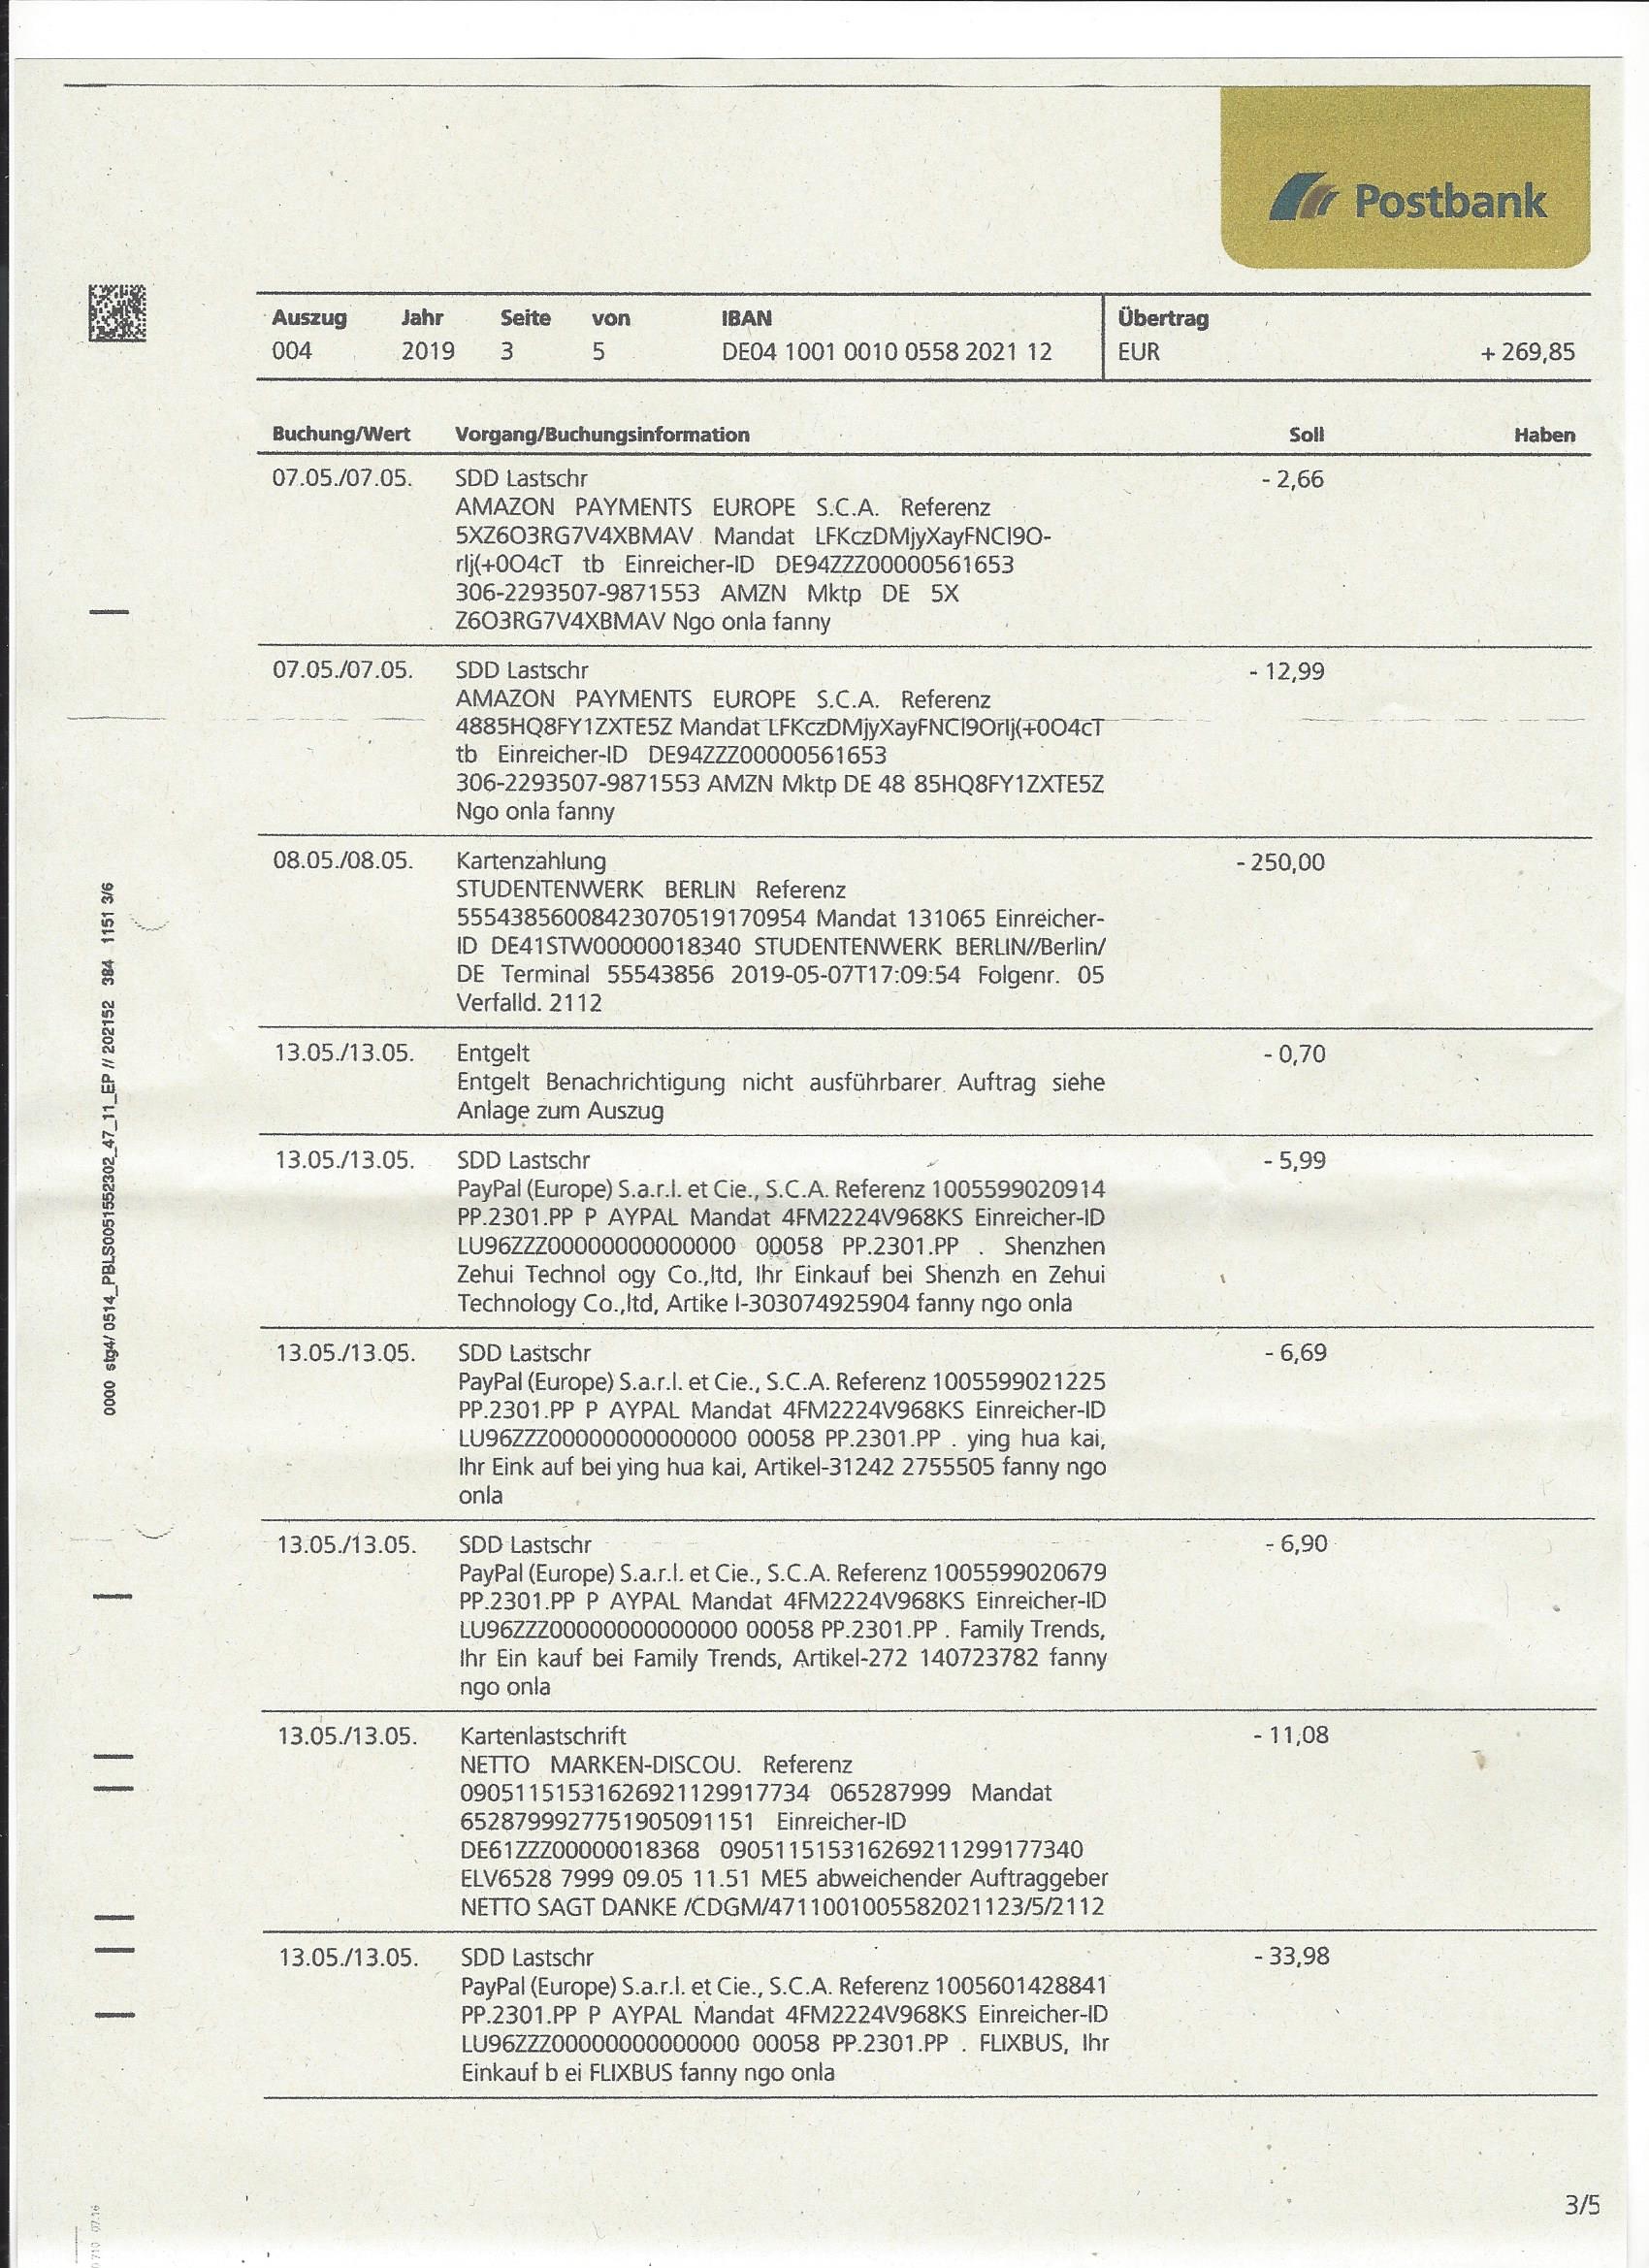 Postbank
Auszug Jahr Seite von IBAN Übertrag
004 2019 3 5 DE04 1001 0010 0558 2021 12 EUR + 269,85
Buchung/Wert Vorgang/Buchungsinformation Soll Haben
07.05./07.05. SDD Lastschr - 2,66
AMAZON PAYMENTS EUROPE S.C.A. Referenz
5XZ6O3RG7V4XBMAV Mandat LFKczDMjyXayFNCl9O-
rlj(+0O4cT tb Einreicher-ID DE94ZZZ00000561653
306-2293507-9871553 AMZN Mktp DE 5X
Z6O3RG7V4XBMAV Ngo onla fanny
07.05./07.05. SDD Lastschr - 12,99
AMAZON PAYMENTS EUROPE S.C.A. Referenz
4885HQ8FY1ZXTE5Z Mandat LFKczDMjyXayFNCl9Orlj(+0O4cT
tb Einreicher-ID DE94ZZZ00000561653
306-2293507-9871553 AMZN Mktp DE 48 85HQ8FY1ZXTE5Z
Ngo onla fanny
08.05./08.05. Kartenzahlung - 250,00
STUDENTENWERK BERLIN Referenz
55543856008423070519170954 Mandat 131065 Einreicher-
ID DE41STW00000018340 STUDENTENWERK BERLIN//Berlin/
DE Terminal 55543856 2019-05-07T17:09:54 Folgenr. 05
Verfalld. 2112
13.05./13.05. Entgelt - 0,70
Entgelt Benachrichtigung nicht ausführbarer Auftrag siehe
Anlage zum Auszug
13.05./13.05. SDD Lastschr - 5,99
PayPal (Europe) S.a.r.l. et Cie., S.C.A. Referenz 1005599020914
PP.2301.PP P AYPAL Mandat 4FM2224V968KS Einreicher-ID
LU96ZZZ0000000000000000 00058 PP.2301.PP . Shenzhen
Zehui Technol ogy Co.,ltd, Ihr Einkauf bei Shenzh en Zehui
Technology Co.,ltd, Artike l-303074925904 fanny ngo onla
13.05./13.05. SDD Lastschr - 6,69
PayPal (Europe) S.a.r.l. et Cie., S.C.A. Referenz 1005599021225
PP.2301.PP P AYPAL Mandat 4FM2224V968KS Einreicher-ID
LU96ZZZ0000000000000000 00058 PP.2301.PP . ying hua kai,
Ihr Eink auf bei ying hua kai, Artikel-31242 2755505 fanny ngo
onla
13.05./13.05. SDD Lastschr - 6,90
PayPal (Europe) S.a.r.l. et Cie., S.C.A. Referenz 1005599020679
PP.2301.PP P AYPAL Mandat 4FM2224V968KS Einreicher-ID
LU96ZZZ0000000000000000 00058 PP.2301.PP . Family Trends,
Ihr Ein kauf bei Family Trends, Artikel-272 140723782 fanny
ngo onla
13.05./13.05. Kartenlastschrift - 11,08
NETTO MARKEN-DISCOU. Referenz
09051151531626921129917734 065287999 Mandat
6528799927751905091151 Einreicher-ID
DE61ZZZ00000018368 090511515316269211299177340
ELV6528 7999 09.05 11.51 ME5 abweichender Auftraggeber
NETTO SAGT DANKE /CDGM/4711001005582021123/5/2112
13.05./13.05. SDD Lastschr - 33,98
PayPal (Europe) S.a.r.l. et Cie., S.C.A. Referenz 1005601428841
PP.2301.PP P AYPAL Mandat 4FM2224V968KS Einreicher-ID
LU96ZZZ0000000000000000 00058 PP.2301.PP . FLIXBUS, Ihr
Einkauf b ei FLIXBUS fanny ngo onla
3/5
0000 stg4/ 0514_PBLS0051552302_47_11_EP // 202152 384 1151 3/6